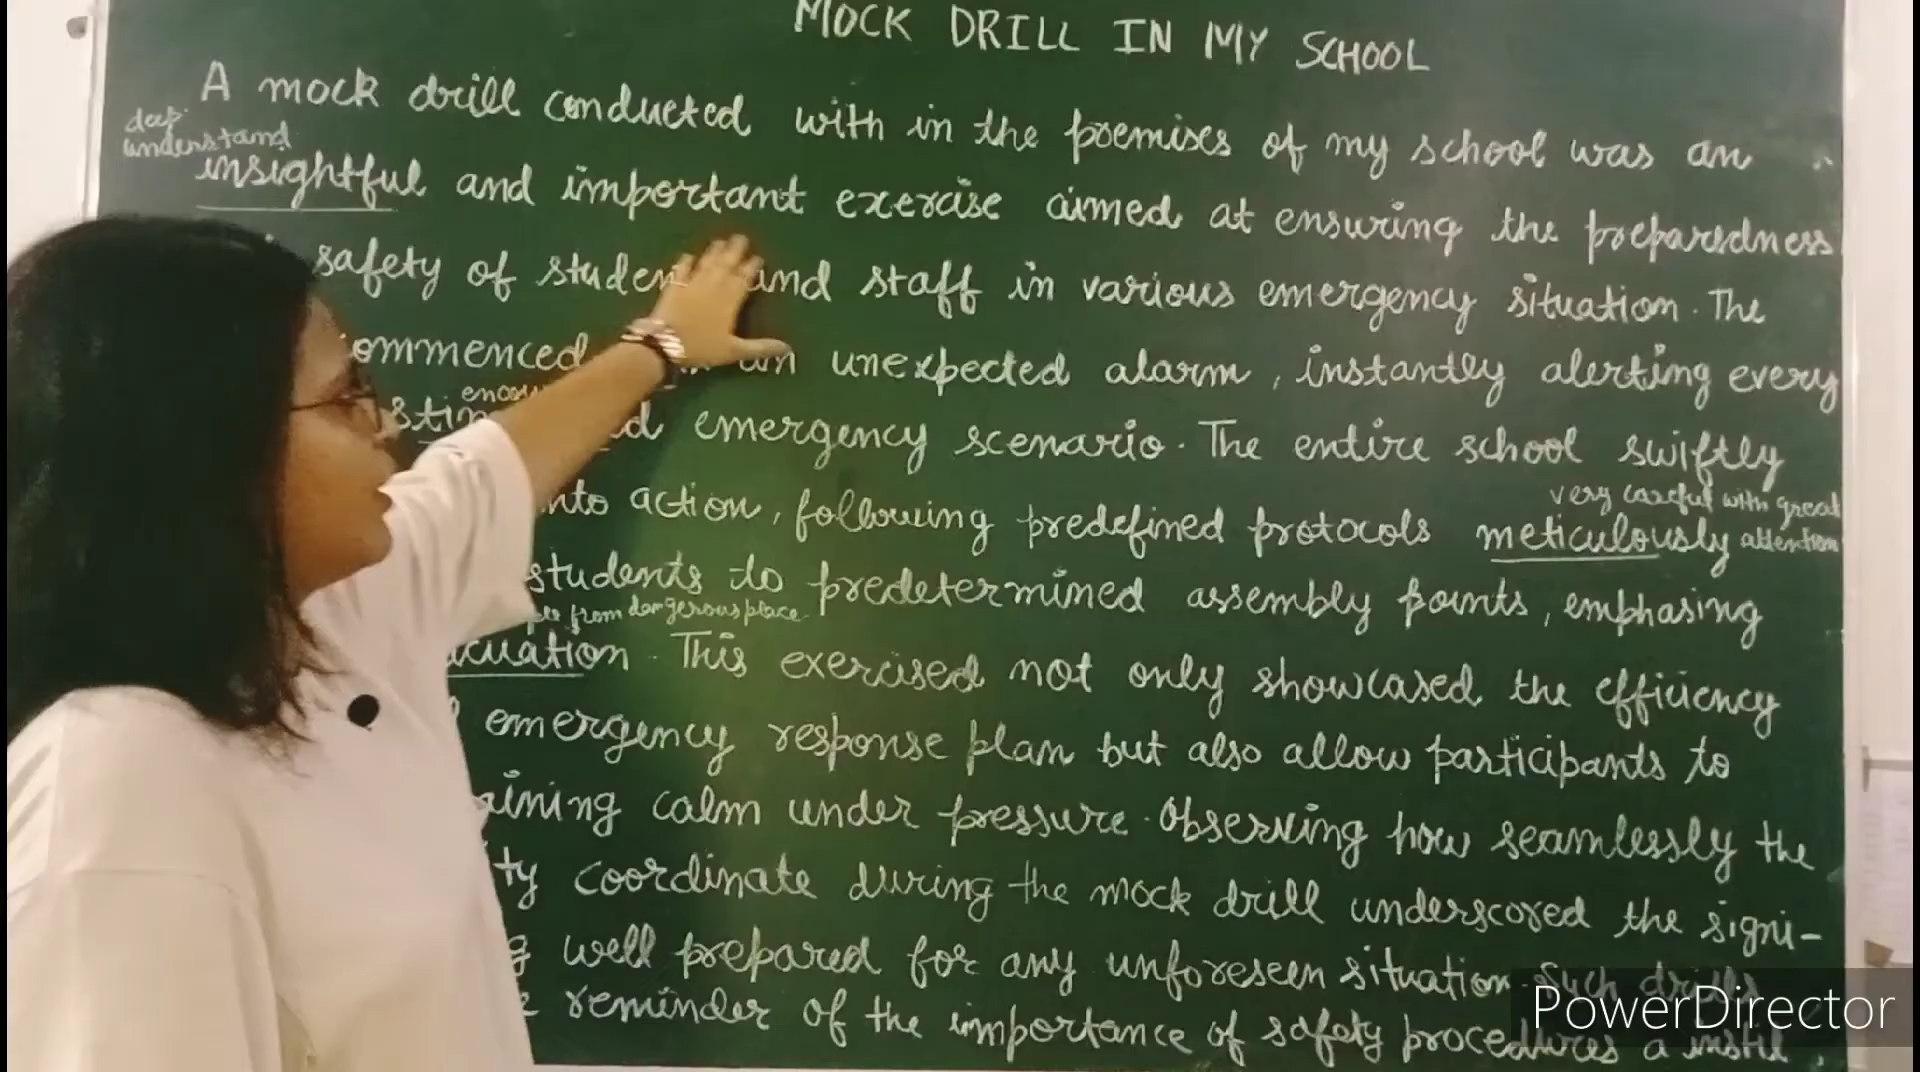 MOCK DRILL IN MY SCHOOL
A mock drill conducted with in the premises of my school was an
deep
understand
insightful and important exercise aimed at ensuring the preparedness
safety of studen and staff in various emergency situation. The
ommenced an unexpected alarm, instantly alerting every
emergency scenario. The entire school swiftly
very careful with great
nto action, following predefined protocols meticulously attention
students to predetermined assembly points, emphasing
from dangerous place
cuation. This exercised not only showcased the efficiency
emergency response plan but also allow participants to
aining calm under pressure. Observing how seamlessly the
ty coordinate during the mock drill underscored the signi-
g well prepared for any unforeseen situation. Such drills
reminder of the importance of safety procedures a instil
PowerDirector